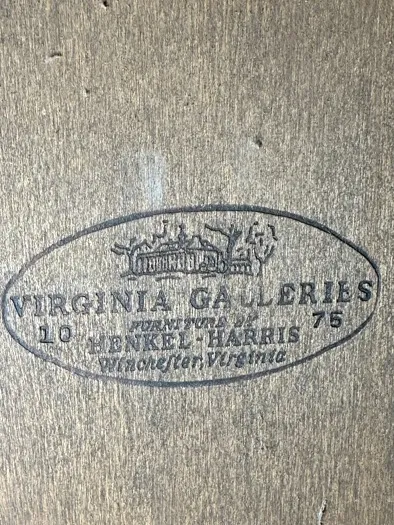 VIRGINIA GALLERIES
10 FURNITURE BY 75
HENKEL-HARRIS
Winchester, Virginia